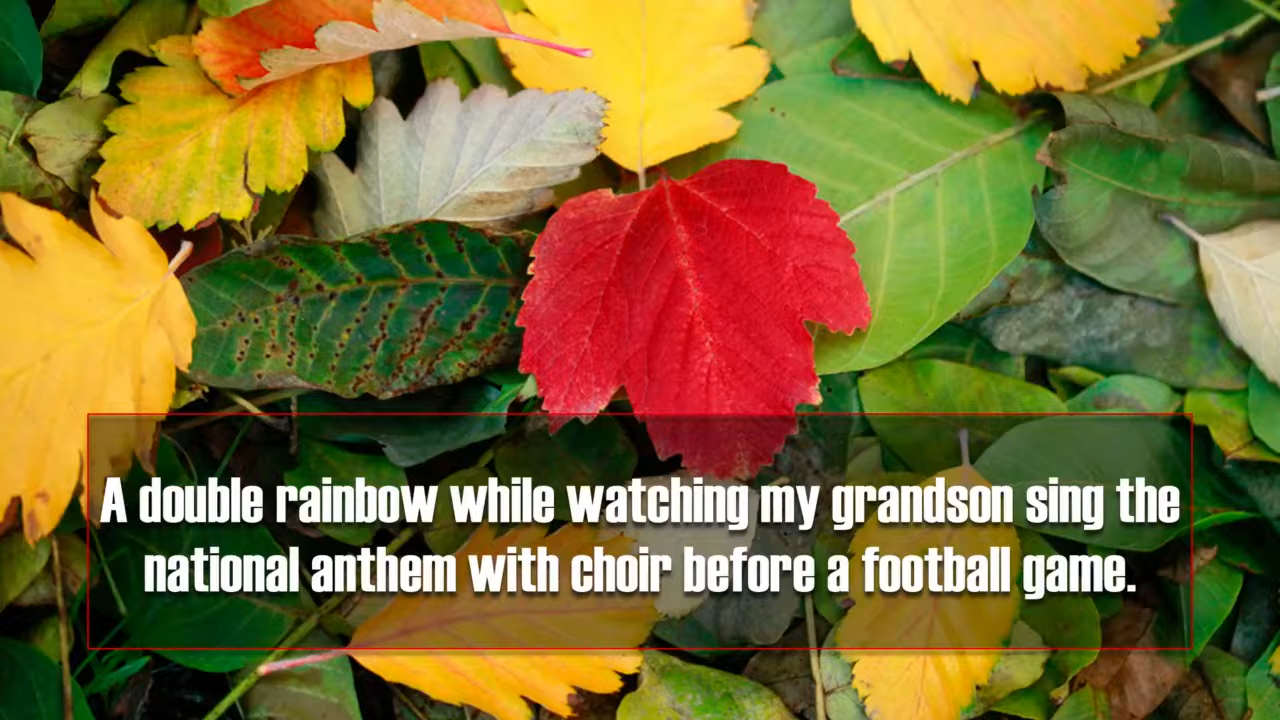 A double rainbow while watching my grandson sing the
national anthem with choir before a football game.